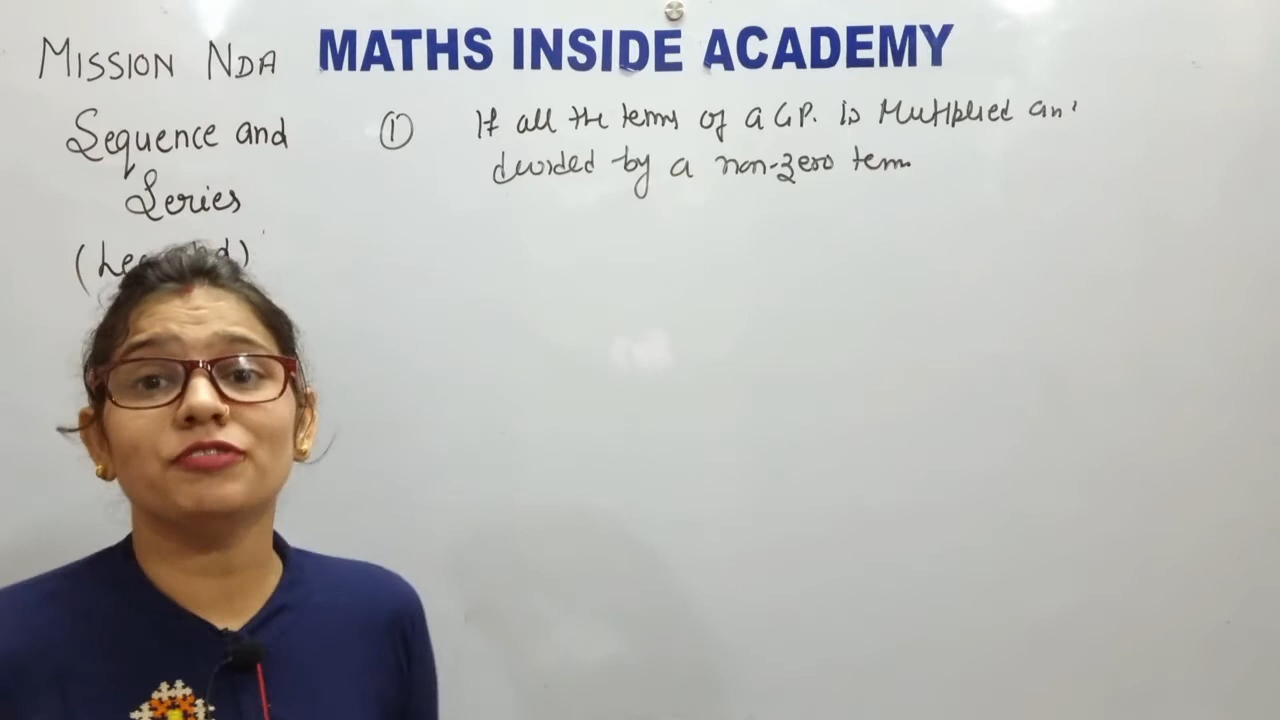 MATHS INSIDE ACADEMY
MISSION NDA
Sequence and
Series
① If all the terms of a G.P. is Multiplied an
divided by a non-zero term